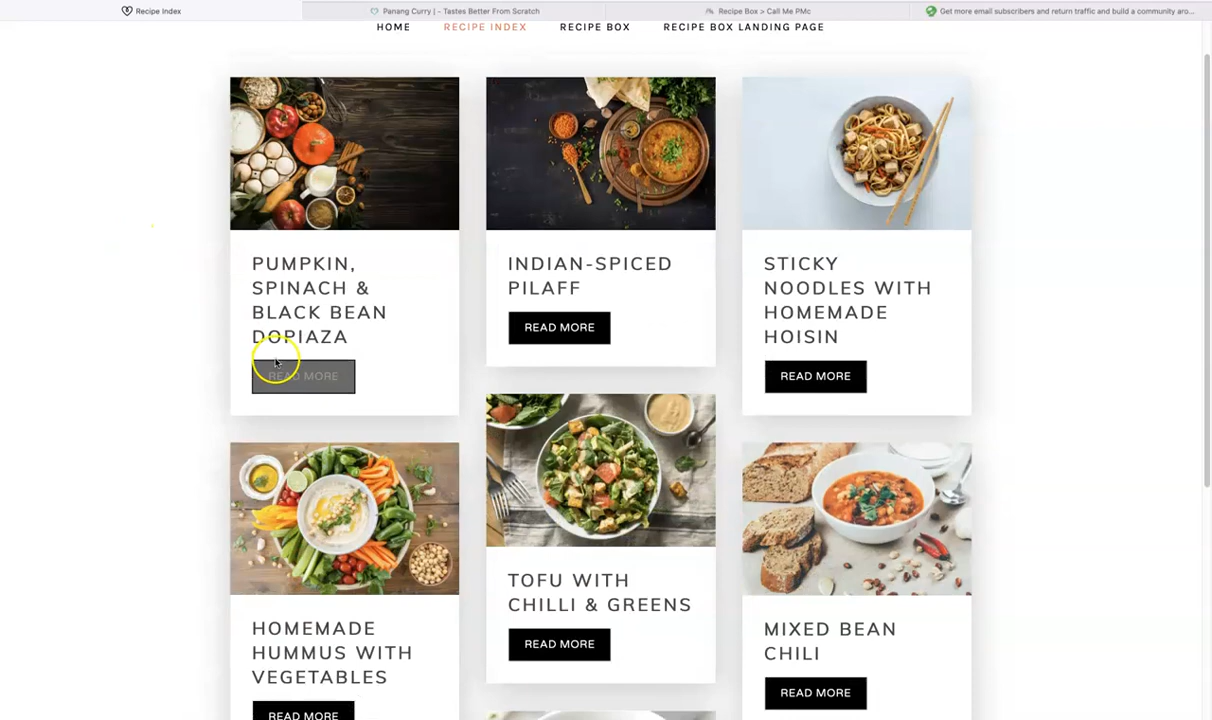 Recipe Index
Panang Curry | - Tastes Better From Scratch
Recipe Box > Call Me PMc
Get more email subscribers and return traffic and build a community aro...
HOME
RECIPE INDEX
RECIPE BOX
RECIPE BOX LANDING PAGE
PUMPKIN,
SPINACH &
BLACK BEAN
DOPIAZA
READ MORE
INDIAN-SPICED
PILAFF
READ MORE
STICKY
NOODLES WITH
HOMEMADE
HOISIN
READ MORE
HOMEMADE
HUMMUS WITH
VEGETABLES
READ MORE
TOFU WITH
CHILLI & GREENS
READ MORE
MIXED BEAN
CHILI
READ MORE